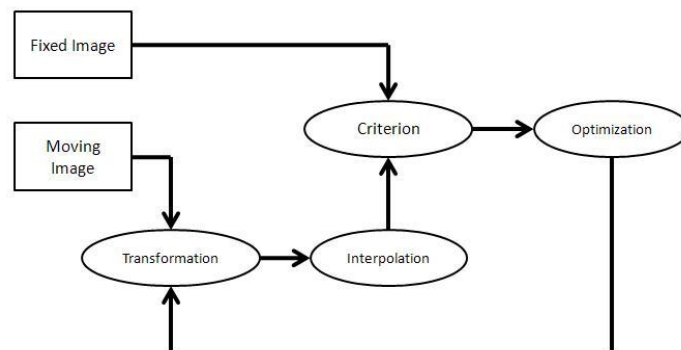 Fixed Image
Criterion
Optimization
Moving
Image
Transformation
Interpolation